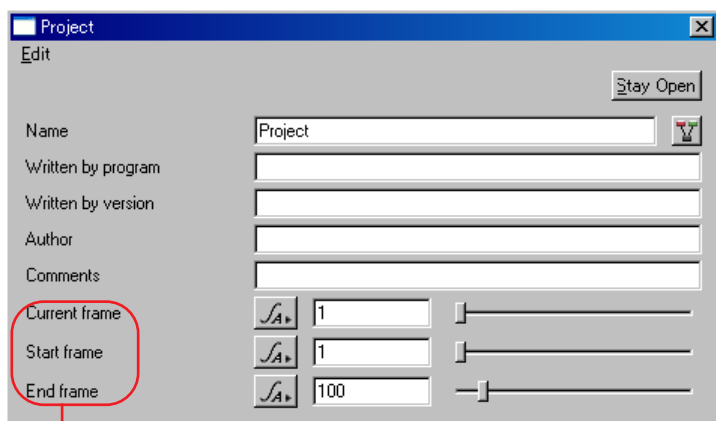 Project
Edit
Stay Open
Name Project
Written by program
Written by version
Author
Comments
Current frame 1
Start frame 1
End frame 100